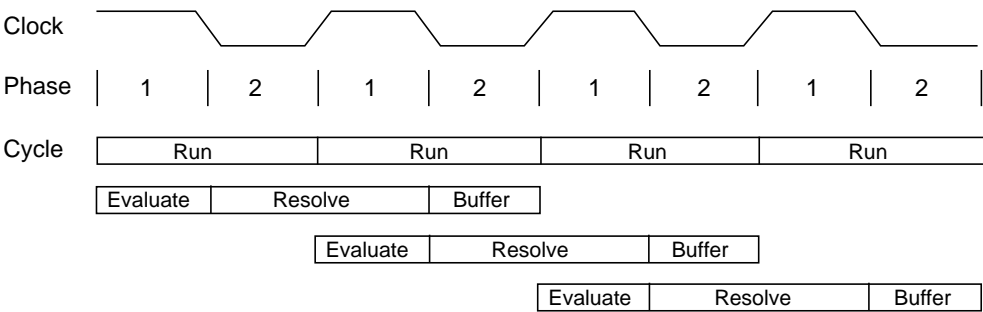 Clock
Phase 1 2 1 2 1 2 1 2
Cycle Run Run Run Run
Evaluate Resolve Buffer
Evaluate Resolve Buffer
Evaluate Resolve Buffer